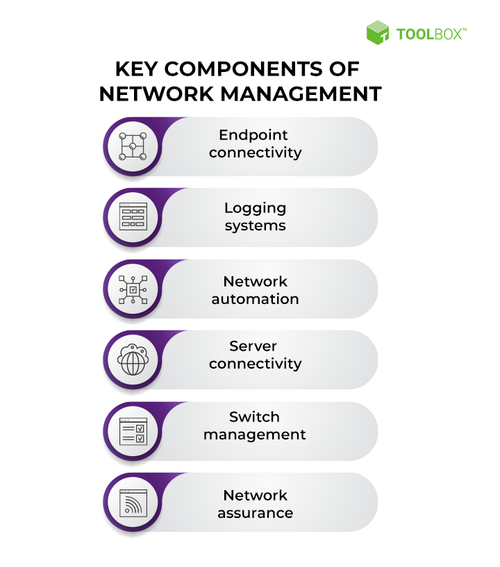 TOOLBOX™
KEY COMPONENTS OF
NETWORK MANAGEMENT
Endpoint
connectivity
Logging
systems
Network
automation
Server
connectivity
Switch
management
Network
assurance